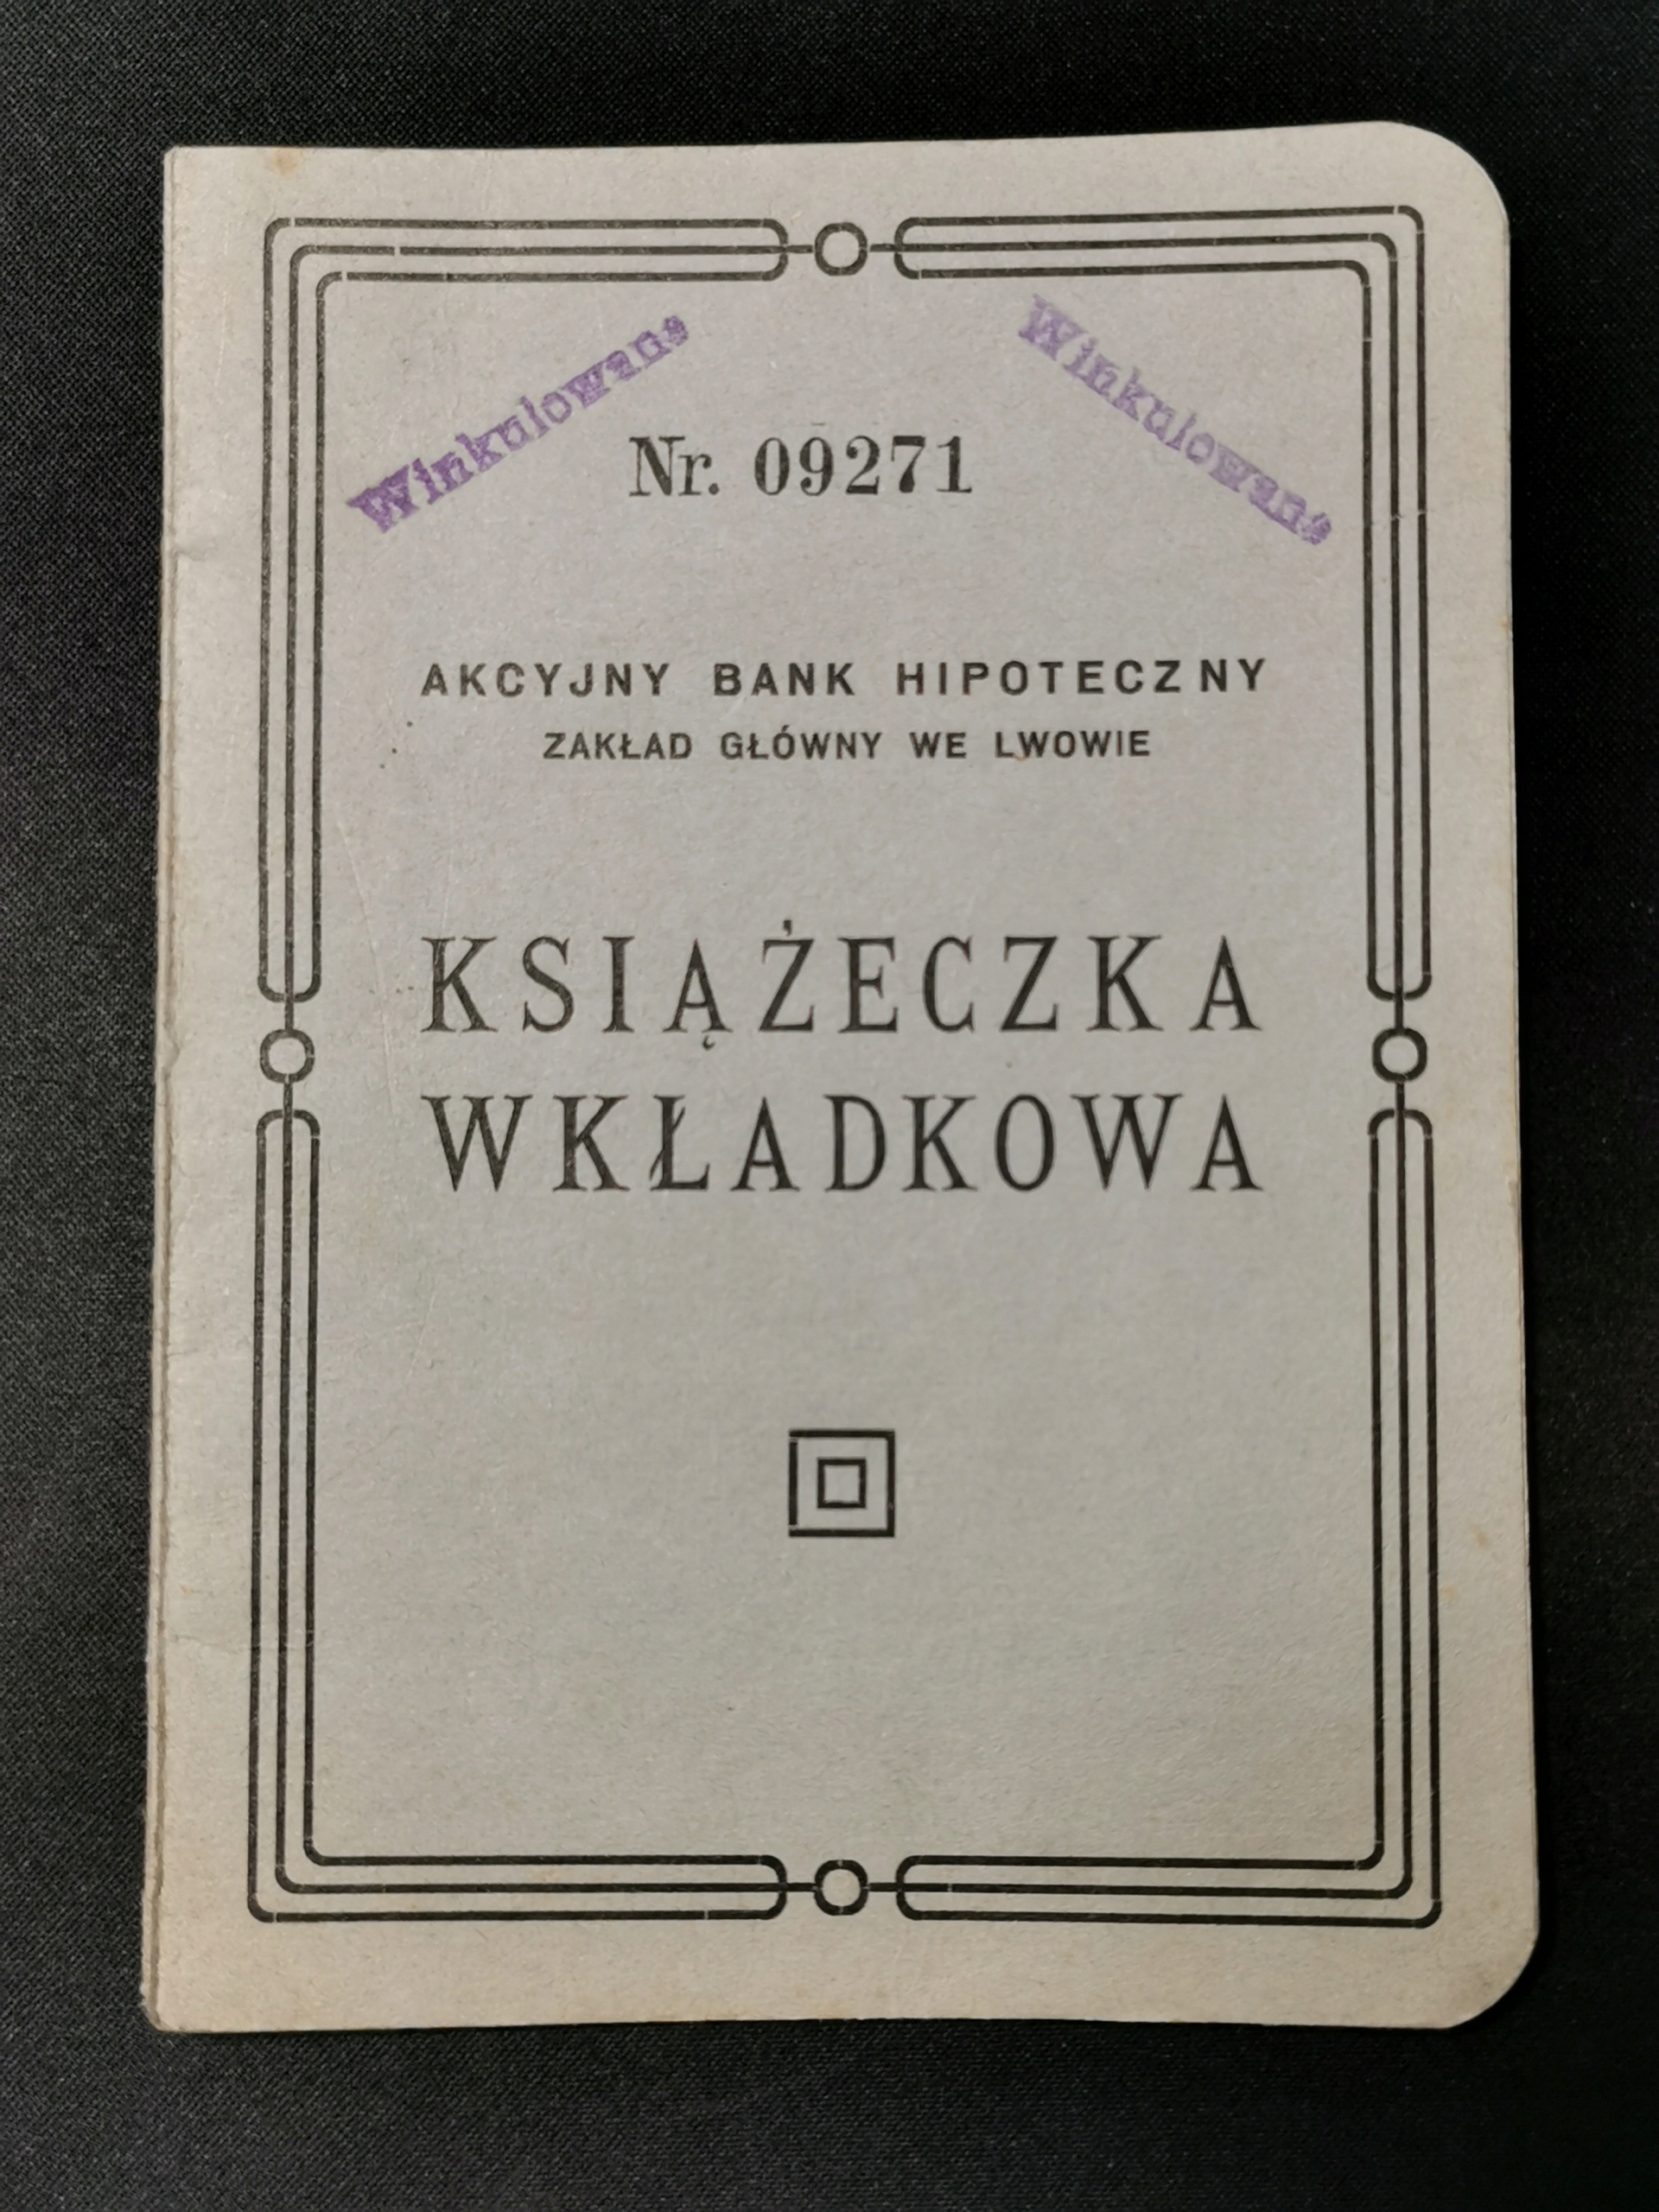 Winkulowane
Winkulowane
Nr. 09271
AKCYJNY BANK HIPOTECZNY
ZAKŁAD GŁÓWNY WE LWOWIE
KSIĄŻECZKA
WKŁADKOWA